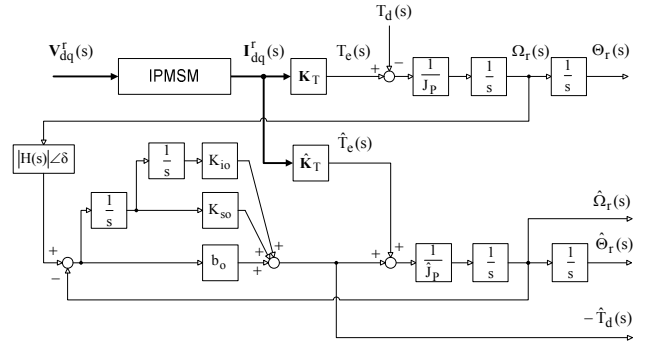 T_d(s)
V^r_dq(s) I^r_dq(s) T_e(s) Ω_r(s) Θ_r(s)
IPMSM K_T + − 1/J_P 1/s 1/s
|H(s)|∠δ
1/s K_io
K̂_T T̂_e(s)
1/s K_so
+ − b_o + + + + + 1/Ĵ_P 1/s 1/s
Ω̂_r(s)
Θ̂_r(s)
−T̂_d(s)